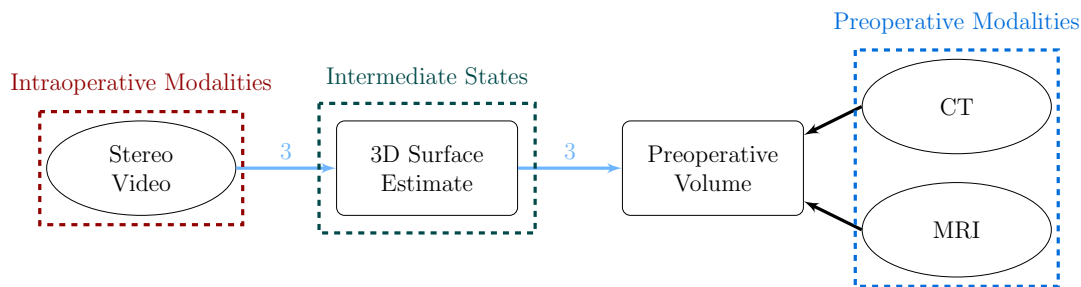 Preoperative Modalities
Intraoperative Modalities
Intermediate States
CT
Stereo
Video
3
3D Surface
Estimate
3
Preoperative
Volume
MRI